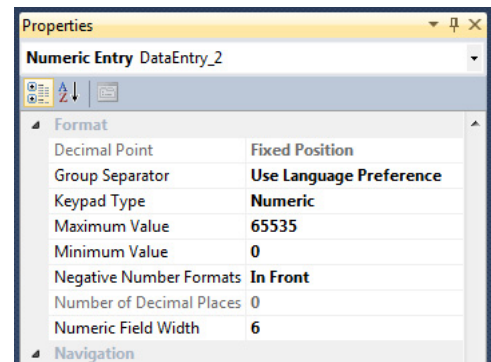 Properties
Numeric Entry DataEntry_2
Format
Decimal Point Fixed Position
Group Separator Use Language Preference
Keypad Type Numeric
Maximum Value 65535
Minimum Value 0
Negative Number Formats In Front
Number of Decimal Places 0
Numeric Field Width 6
Navigation